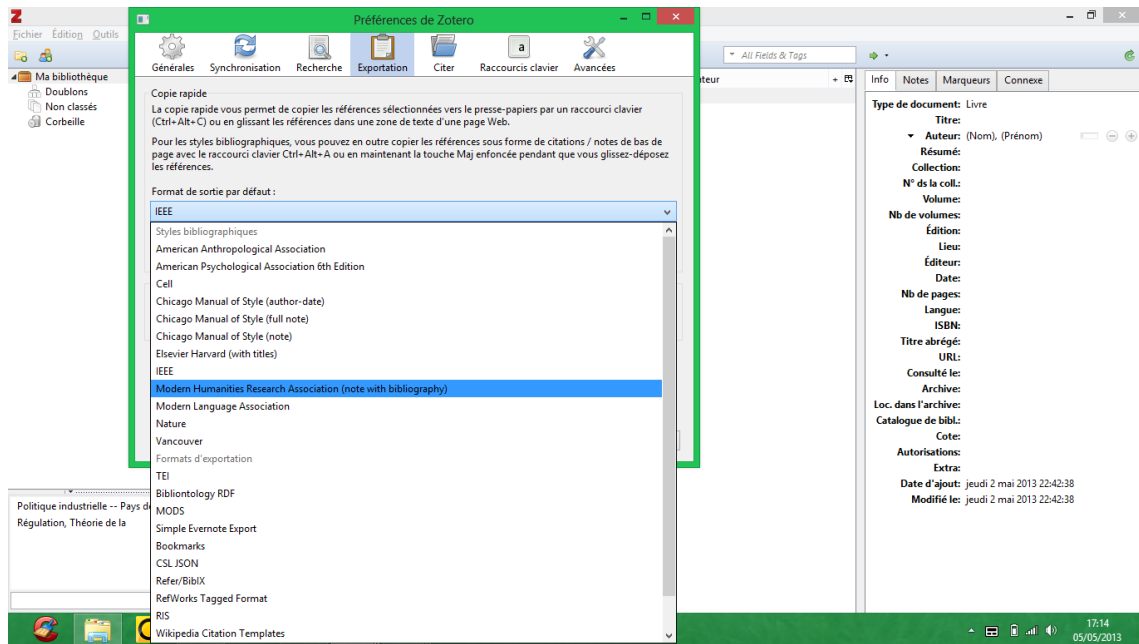 Z
Préférences de Zotero
Fichier Édition Outils
Générales Synchronisation Recherche Exportation Citer Raccourcis clavier Avancées
a
All Fields & Tags
Ma bibliothèque
Doublons
Non classés
Corbeille
Copie rapide
La copie rapide vous permet de copier les références sélectionnées vers le presse-papiers par un raccourci clavier
(Ctrl+Alt+C) ou en glissant les références dans une zone de texte d'une page Web.
Pour les styles bibliographiques, vous pouvez en outre copier les références sous forme de citations / notes de bas de
page avec le raccourci clavier Ctrl+Alt+A ou en maintenant la touche Maj enfoncée pendant que vous glissez-déposez
les références.
Format de sortie par défaut :
IEEE
Styles bibliographiques
American Anthropological Association
American Psychological Association 6th Edition
Cell
Chicago Manual of Style (author-date)
Chicago Manual of Style (full note)
Chicago Manual of Style (note)
Elsevier Harvard (with titles)
IEEE
Modern Humanities Research Association (note with bibliography)
Modern Language Association
Nature
Vancouver
Formats d'exportation
TEI
Bibliontology RDF
MODS
Simple Evernote Export
Bookmarks
CSL JSON
Refer/BibIX
RefWorks Tagged Format
RIS
Wikipedia Citation Templates
Politique industrielle -- Pays d
Régulation, Théorie de la
Info Notes Marqueurs Connexe
Type de document: Livre
Titre:
Auteur: (Nom), (Prénom)
Résumé:
Collection:
N° ds la coll.:
Volume:
Nb de volumes:
Édition:
Lieu:
Éditeur:
Date:
Nb de pages:
Langue:
ISBN:
Titre abrégé:
URL:
Consulté le:
Archive:
Loc. dans l'archive:
Catalogue de bibl.:
Cote:
Autorisations:
Extra:
Date d'ajout: jeudi 2 mai 2013 22:42:38
Modifié le: jeudi 2 mai 2013 22:42:38
17:14
05/05/2013